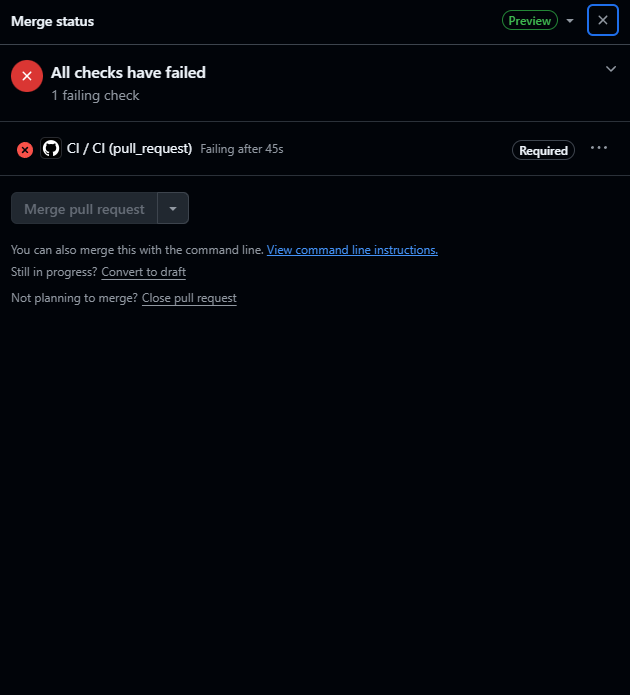 Merge status
Preview
All checks have failed
1 failing check
CI / CI (pull_request) Failing after 45s
Required
Merge pull request
You can also merge this with the command line. View command line instructions.
Still in progress? Convert to draft
Not planning to merge? Close pull request